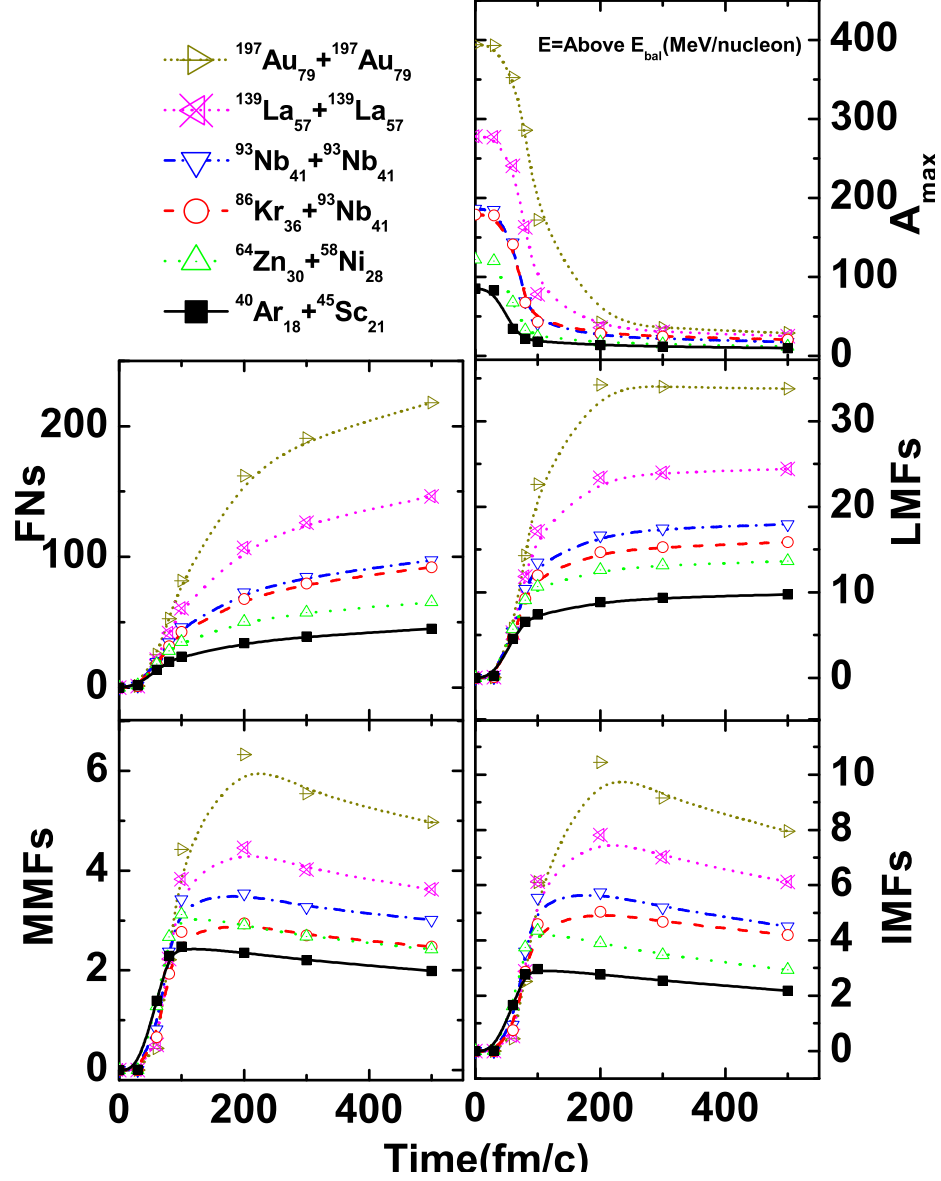 ¹⁹⁷Au₇₉+¹⁹⁷Au₇₉
¹³⁹La₅₇+¹³⁹La₅₇
⁹³Nb₄₁+⁹³Nb₄₁
⁸⁶Kr₃₆+⁹³Nb₄₁
⁶⁴Zn₃₀+⁵⁸Ni₂₈
⁴⁰Ar₁₈+⁴⁵Sc₂₁
E=Above E_bal(MeV/nucleon)
400
300
200
100
0
A_max
200
100
0
FNs
30
20
10
0
LMFs
6
4
2
0
MMFs
10
8
6
4
2
0
IMFs
0 200 400
0 200 400
Time(fm/c)